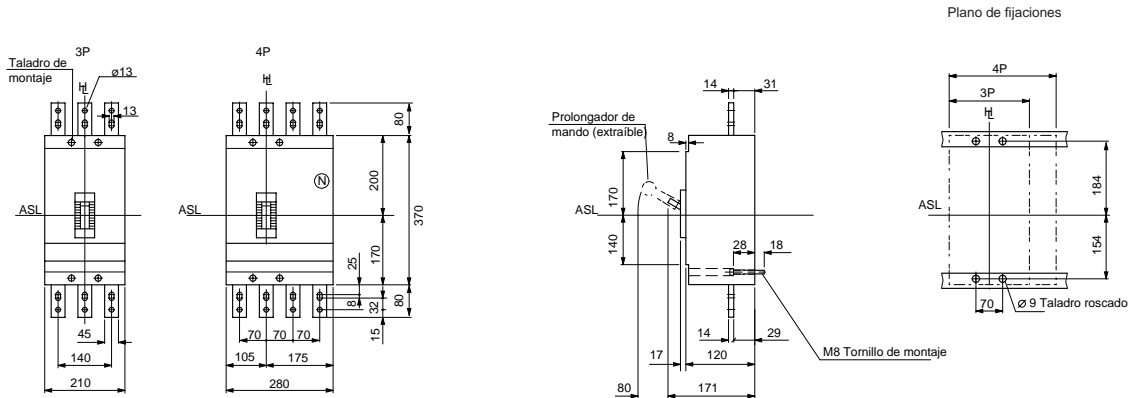 Plano de fijaciones
3P
Taladro de
montaje
HL
ø13
13
ASL
45
140
210
4P
HL
N
ASL
80
200
370
170
25
8
32
80
15
70
70
70
105
175
280
14
31
Prolongador de
mando (extraíble)
8
170
ASL
140
28
18
14
29
M8 Tornillo de montaje
17
120
80
171
4P
3P
HL
184
ASL
154
70
Ø 9 Taladro roscado